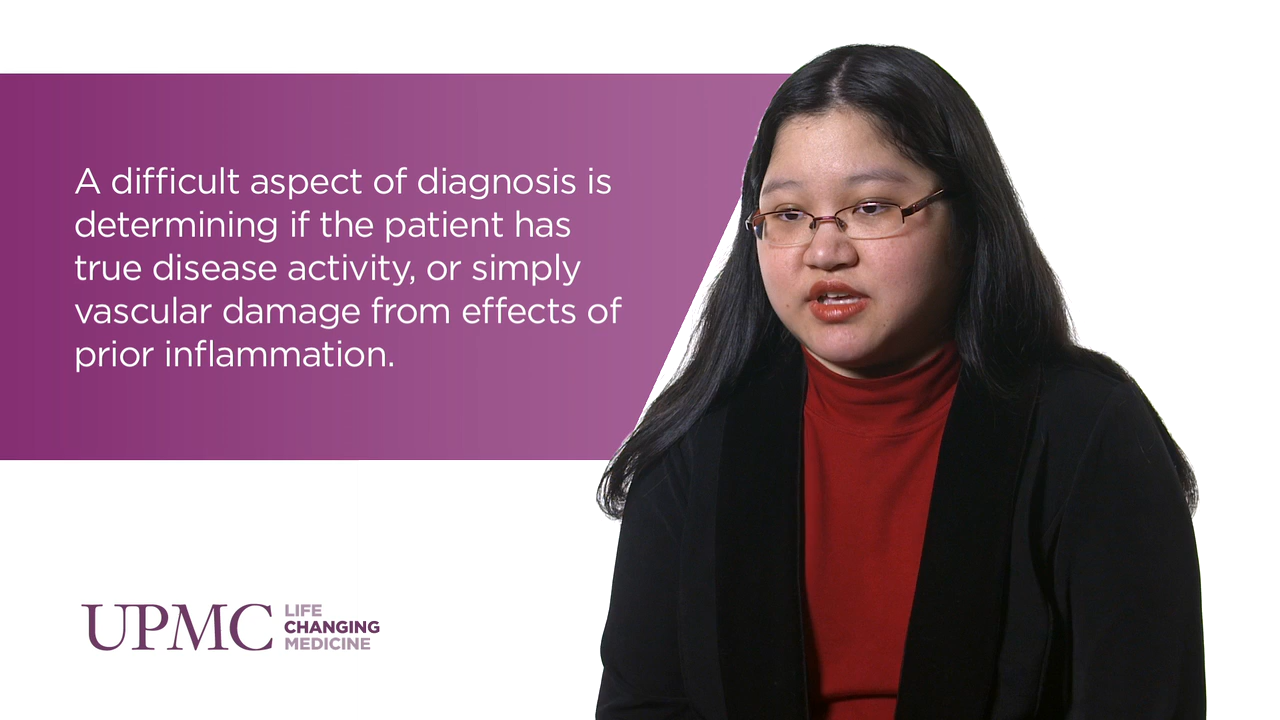 A difficult aspect of diagnosis is
determining if the patient has
true disease activity, or simply
vascular damage from effects of
prior inflammation.
UPMC
LIFE
CHANGING
MEDICINE